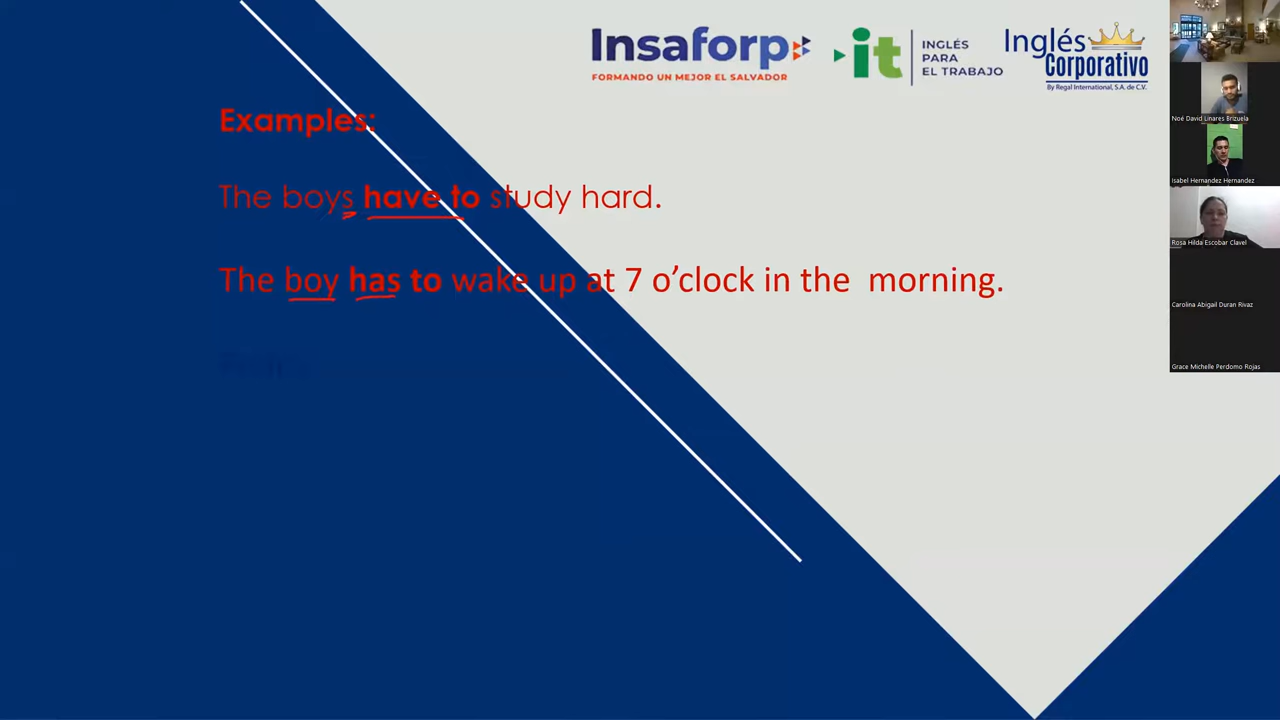 Insaforp
FORMANDO UN MEJOR EL SALVADOR
it
INGLÉS
PARA
EL TRABAJO
Inglés
Corporativo
By Regal International, S.A. de C.V.
Examples:
The boys have to study hard.
The boy has to wake up at 7 o’clock in the morning.
Noé David Linares Brizuela
Isabel Hernandez Hernandez
Rosa Hilda Escobar Clavel
Carolina Abigail Duran Rivaz
Grace Michelle Perdomo Rojas